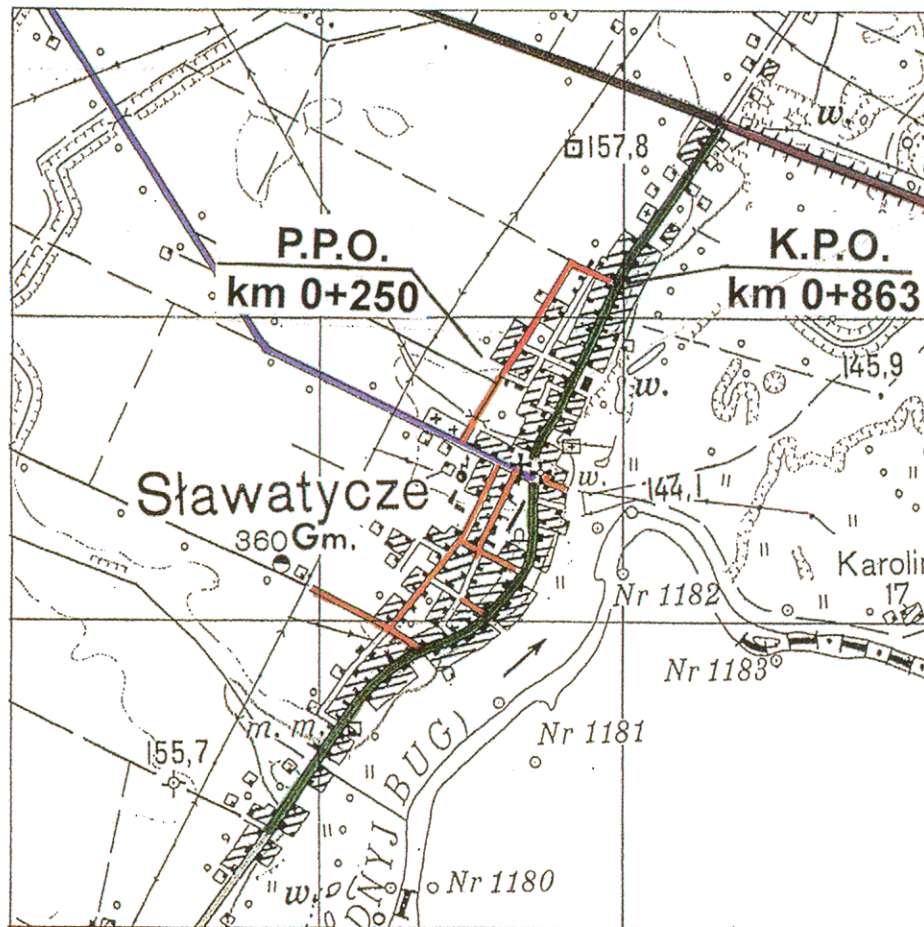 w.
157,8
P.P.O.
km 0+250
K.P.O.
km 0+863
145,9
w.
Sławatycze
360 Gm.
w.
144,1
Karolin
17
Nr 1182
Nr 1183
m. m.
Nr 1181
155,7
DNYJ BUG)
Nr 1180
w.